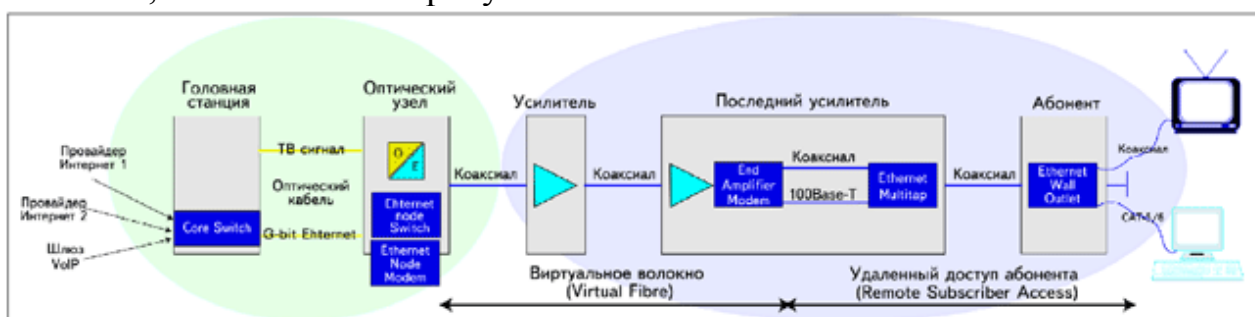 Головная
станция
Оптический
узел
Усилитель
Последний усилитель
Абонент
Провайдер
Интернет 1
Провайдер
Интернет 2
Шлюз
VoIP
Core Switch
ТВ сигнал
Оптический
кабель
G-bit Ehternet
O
E
Ehternet
node
Switch
Ethernet
Node
Modem
Коаксиал
Коаксиал
End
Amplifier
Modem
Коаксиал
100Base-T
Ethernet
Multitap
Коаксиал
Ethernet
Wall
Outlet
Коаксиал
CAT-5/6
Виртуальное волокно
(Virtual Fibre)
Удаленный доступ абонента
(Remote Subscriber Access)